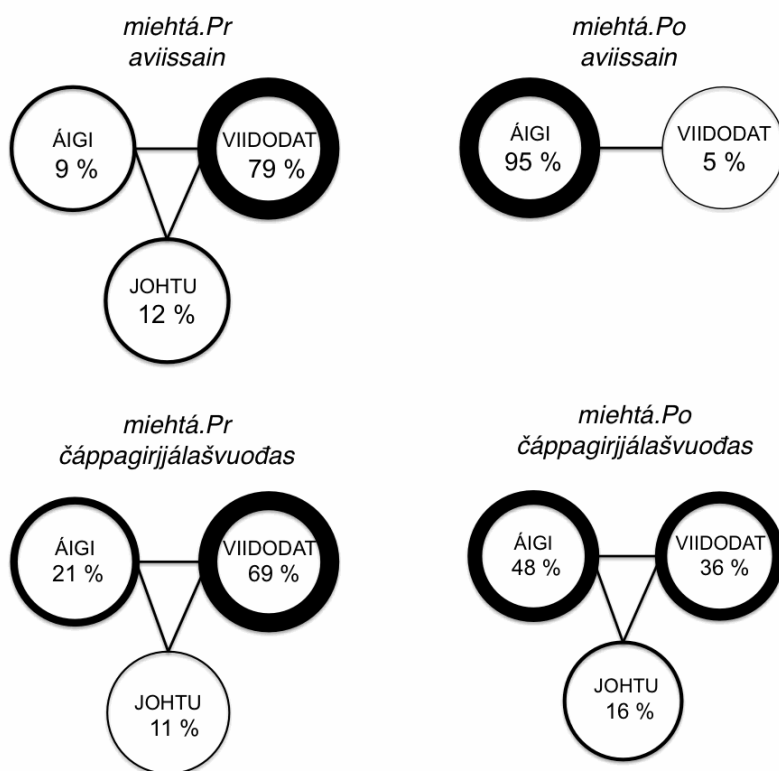 miehtá.Pr
aviissain
ÁIGI
9 %
VIIDODAT
79 %
JOHTU
12 %
miehtá.Po
aviissain
ÁIGI
95 %
VIIDODAT
5 %
miehtá.Pr
čáppagirjjálašvuođas
ÁIGI
21 %
VIIDODAT
69 %
JOHTU
11 %
miehtá.Po
čáppagirjjálašvuođas
ÁIGI
48 %
VIIDODAT
36 %
JOHTU
16 %